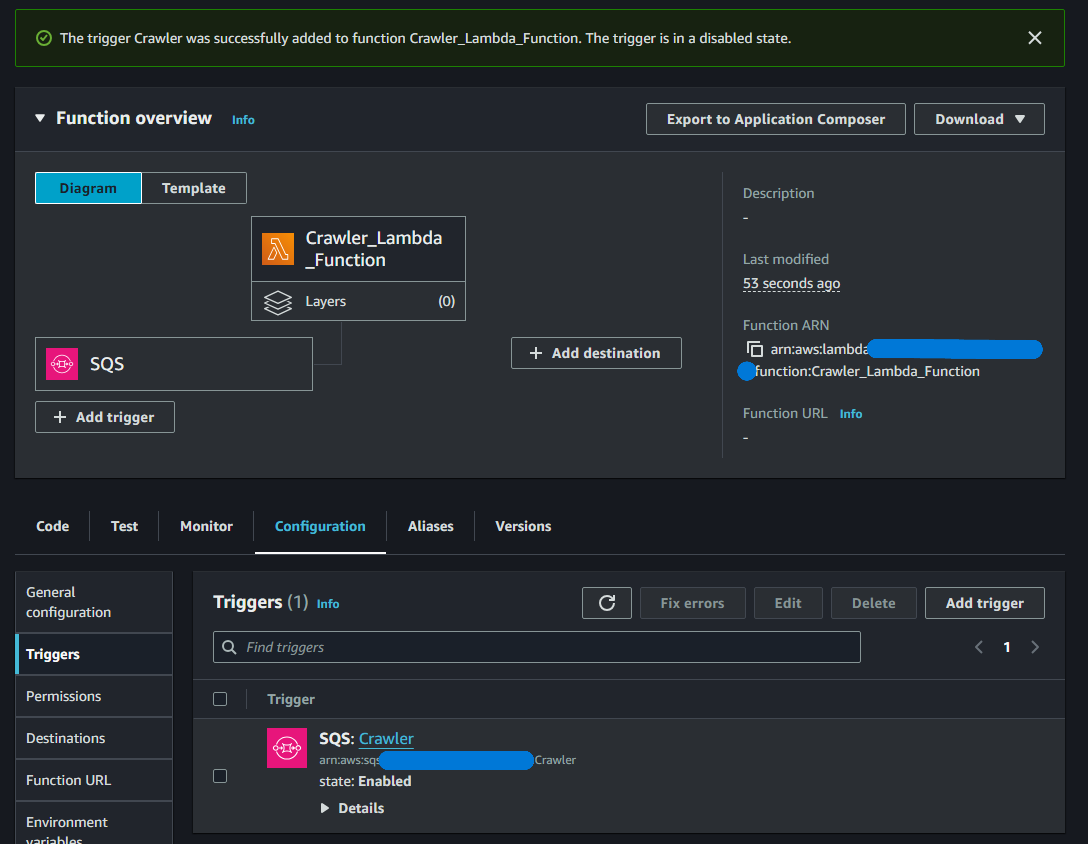 The trigger Crawler was successfully added to function Crawler_Lambda_Function. The trigger is in a disabled state.
Function overview Info
Export to Application Composer
Download
Diagram
Template
Crawler_Lambda
_Function
Layers (0)
SQS
Add trigger
Add destination
Description
-
Last modified
53 seconds ago
Function ARN
arn:aws:lambda
function:Crawler_Lambda_Function
Function URL Info
-
Code
Test
Monitor
Configuration
Aliases
Versions
General
configuration
Triggers
Permissions
Destinations
Function URL
Environment
variables
Triggers (1) Info
Fix errors
Edit
Delete
Add trigger
Find triggers
1
Trigger
SQS: Crawler
arn:aws:sqs Crawler
state: Enabled
Details